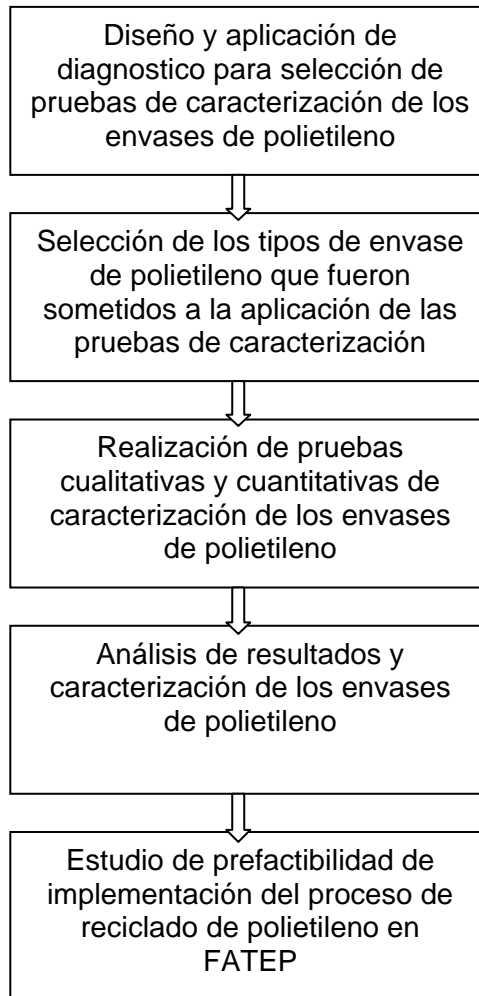 Diseño y aplicación de
diagnostico para selección de
pruebas de caracterización de los
envases de polietileno
Selección de los tipos de envase
de polietileno que fueron
sometidos a la aplicación de las
pruebas de caracterización
Realización de pruebas
cualitativas y cuantitativas de
caracterización de los envases
de polietileno
Análisis de resultados y
caracterización de los envases
de polietileno
Estudio de prefactibilidad de
implementación del proceso de
reciclado de polietileno en
FATEP